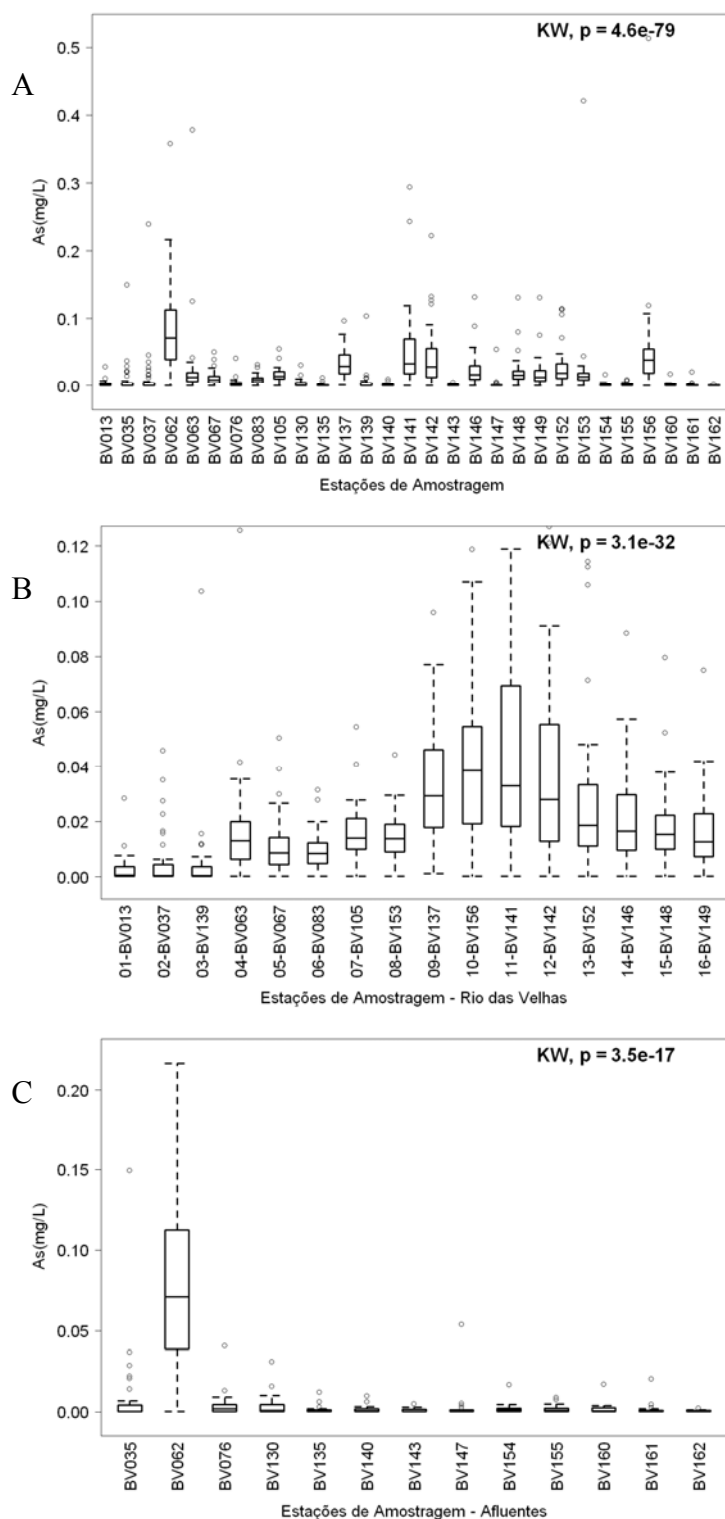 A
KW, p = 4.6e-79
As(mg/L)
0.5
0.4
0.3
0.2
0.1
0.0
BV013
BV035
BV037
BV062
BV063
BV067
BV076
BV083
BV105
BV130
BV135
BV137
BV139
BV140
BV141
BV142
BV143
BV146
BV147
BV148
BV149
BV152
BV153
BV154
BV155
BV156
BV160
BV161
BV162
Estações de Amostragem
B
KW, p = 3.1e-32
As(mg/L)
0.12
0.10
0.08
0.06
0.04
0.02
0.00
01-BV013
02-BV037
03-BV139
04-BV063
05-BV067
06-BV083
07-BV105
08-BV153
09-BV137
10-BV156
11-BV141
12-BV142
13-BV152
14-BV146
15-BV148
16-BV149
Estações de Amostragem - Rio das Velhas
C
KW, p = 3.5e-17
As(mg/L)
0.20
0.15
0.10
0.05
0.00
BV035
BV062
BV076
BV130
BV135
BV140
BV143
BV147
BV154
BV155
BV160
BV161
BV162
Estações de Amostragem - Afluentes